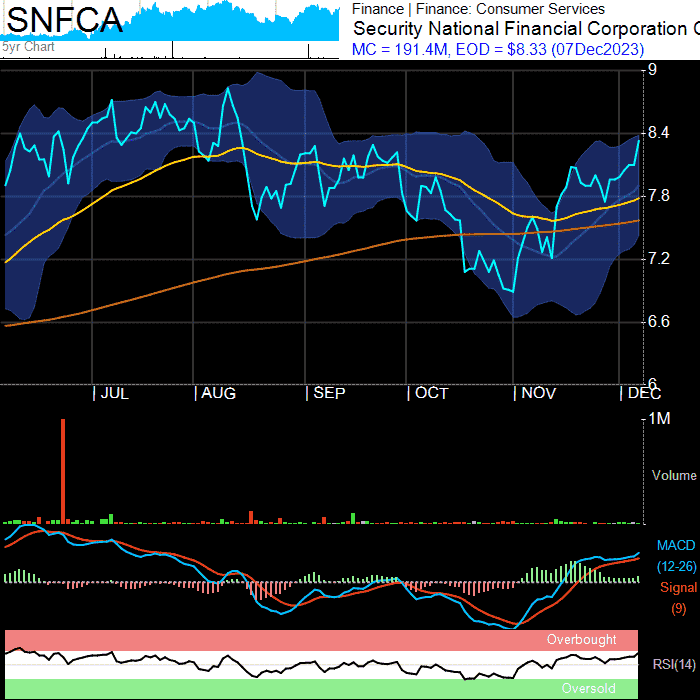 SNFCA
5yr Chart
Finance | Finance: Consumer Services
Security National Financial Corporation C
MC = 191.4M, EOD = $8.33 (07Dec2023)
9
8.4
7.8
7.2
6.6
6
JUL AUG SEP OCT NOV DEC
1M
Volume
MACD
(12-26)
Signal
(9)
Overbought
RSI(14)
Oversold